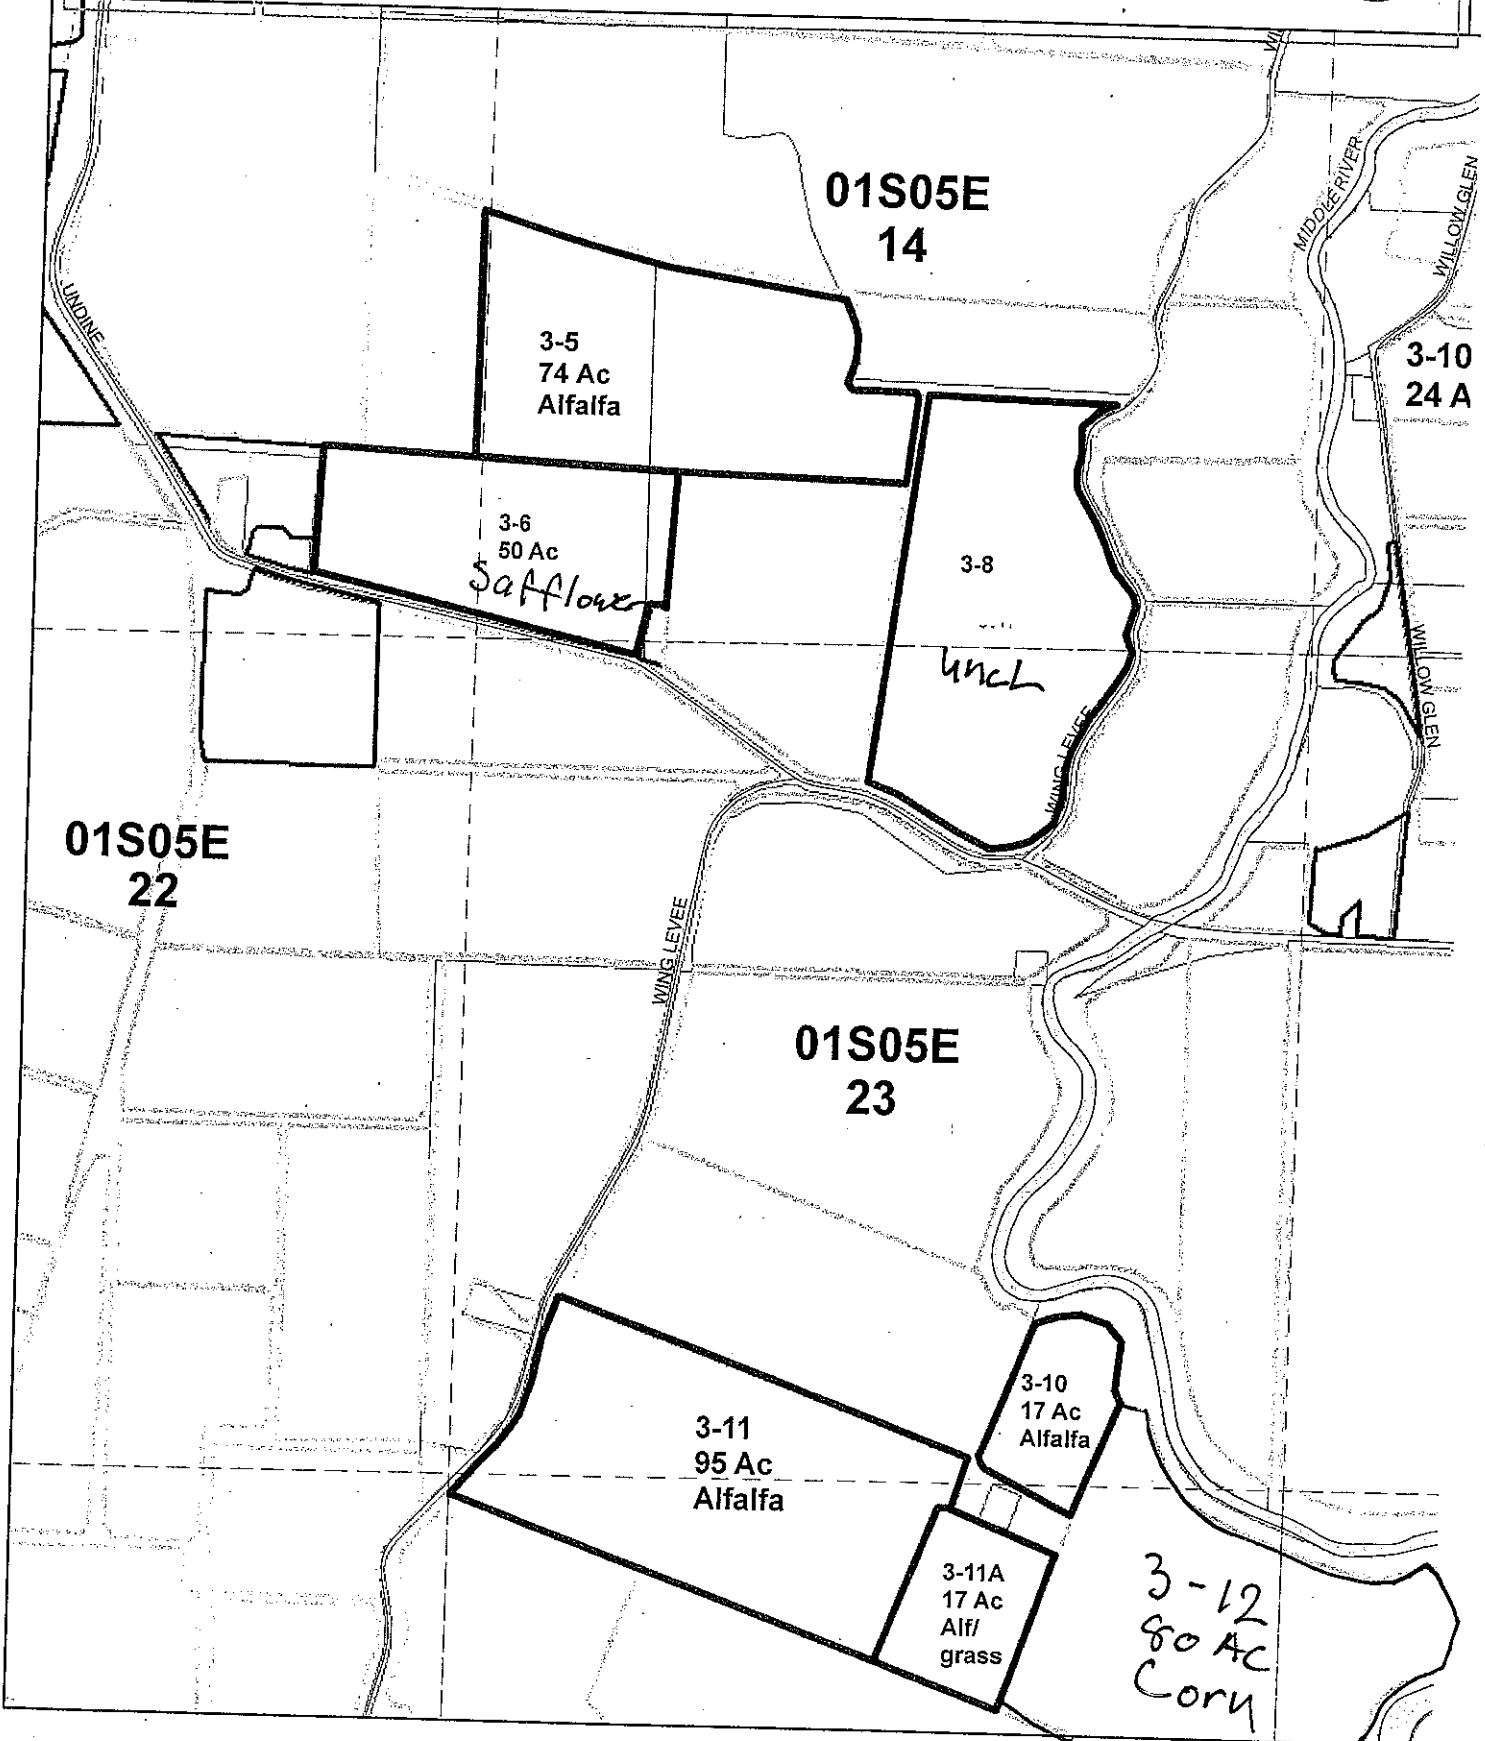 WI
01S05E
14
MIDDLE RIVER
WILLOW GLEN
UNDINE
3-5
74 Ac
Alfalfa
3-10
24 A
3-6
50 Ac
Safflower
3-8
WILLOW GLEN
WING LEVEE
01S05E
22
WING LEVEE
01S05E
23
3-10
17 Ac
Alfalfa
3-11
95 Ac
Alfalfa
3-11A
17 Ac
Alf/
grass
3-12
80 Ac
Corn